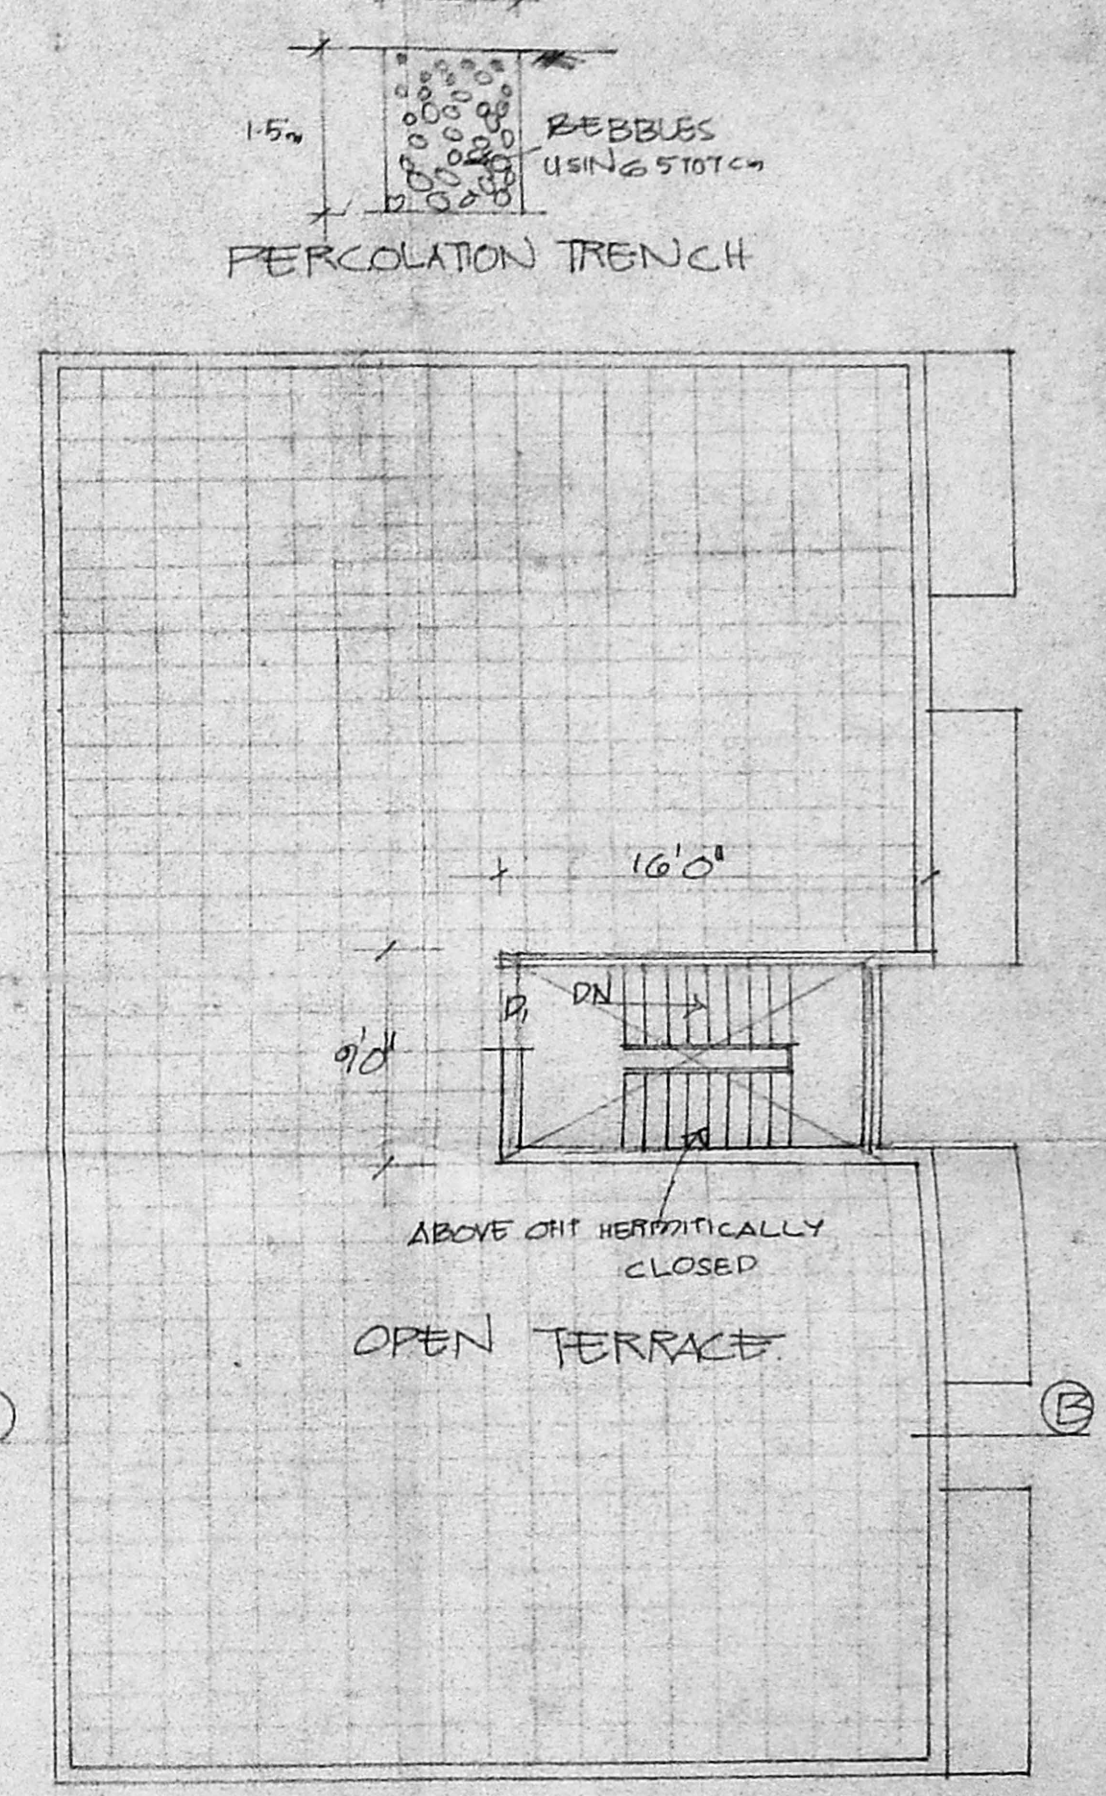 1.5m
BEBBLES
USING 5 TO 7 cm
PERCOLATION TRENCH
16'0"
D1
DN
9'0"
ABOVE OHT HERMITICALLY
CLOSED
OPEN TERRACE
B